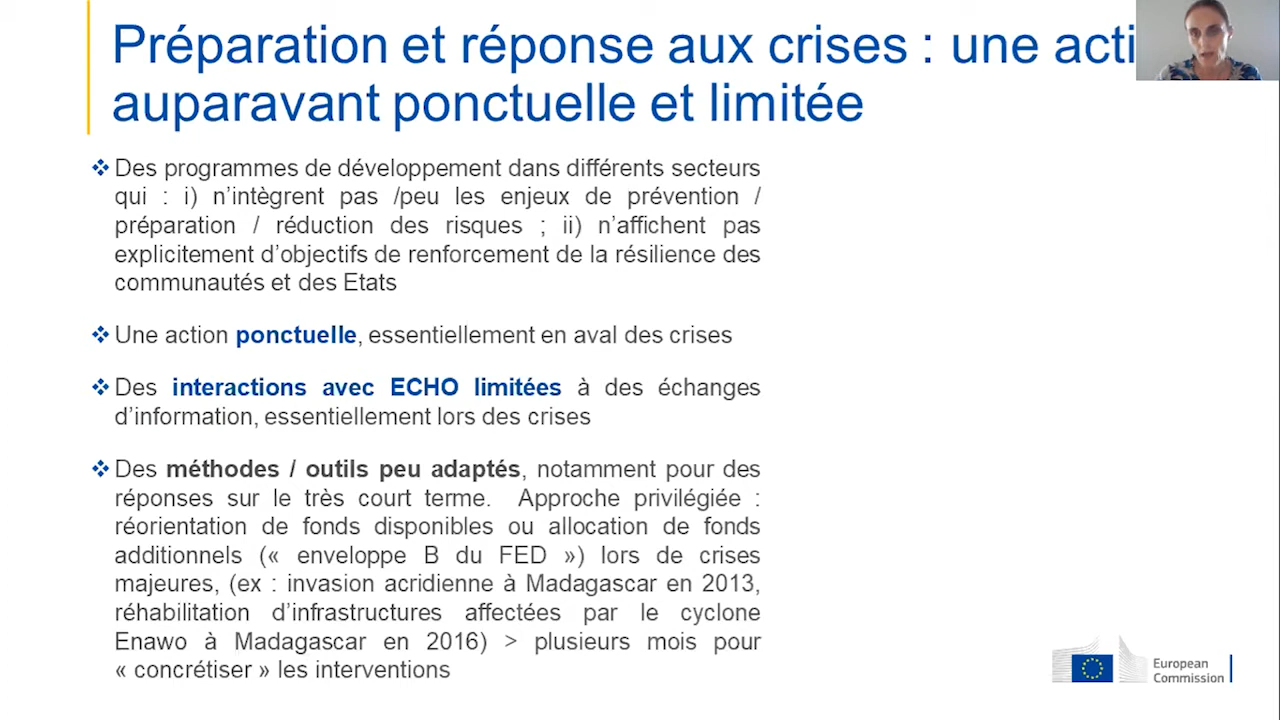 Préparation et réponse aux crises : une acti
auparavant ponctuelle et limitée
Des programmes de développement dans différents secteurs
qui : i) n’intègrent pas /peu les enjeux de prévention /
préparation / réduction des risques ; ii) n’affichent pas
explicitement d’objectifs de renforcement de la résilience des
communautés et des Etats
Une action ponctuelle, essentiellement en aval des crises
Des interactions avec ECHO limitées à des échanges
d’information, essentiellement lors des crises
Des méthodes / outils peu adaptés, notamment pour des
réponses sur le très court terme. Approche privilégiée :
réorientation de fonds disponibles ou allocation de fonds
additionnels (« enveloppe B du FED ») lors de crises
majeures, (ex : invasion acridienne à Madagascar en 2013,
réhabilitation d’infrastructures affectées par le cyclone
Enawo à Madagascar en 2016) > plusieurs mois pour
« concrétiser » les interventions
European
Commission